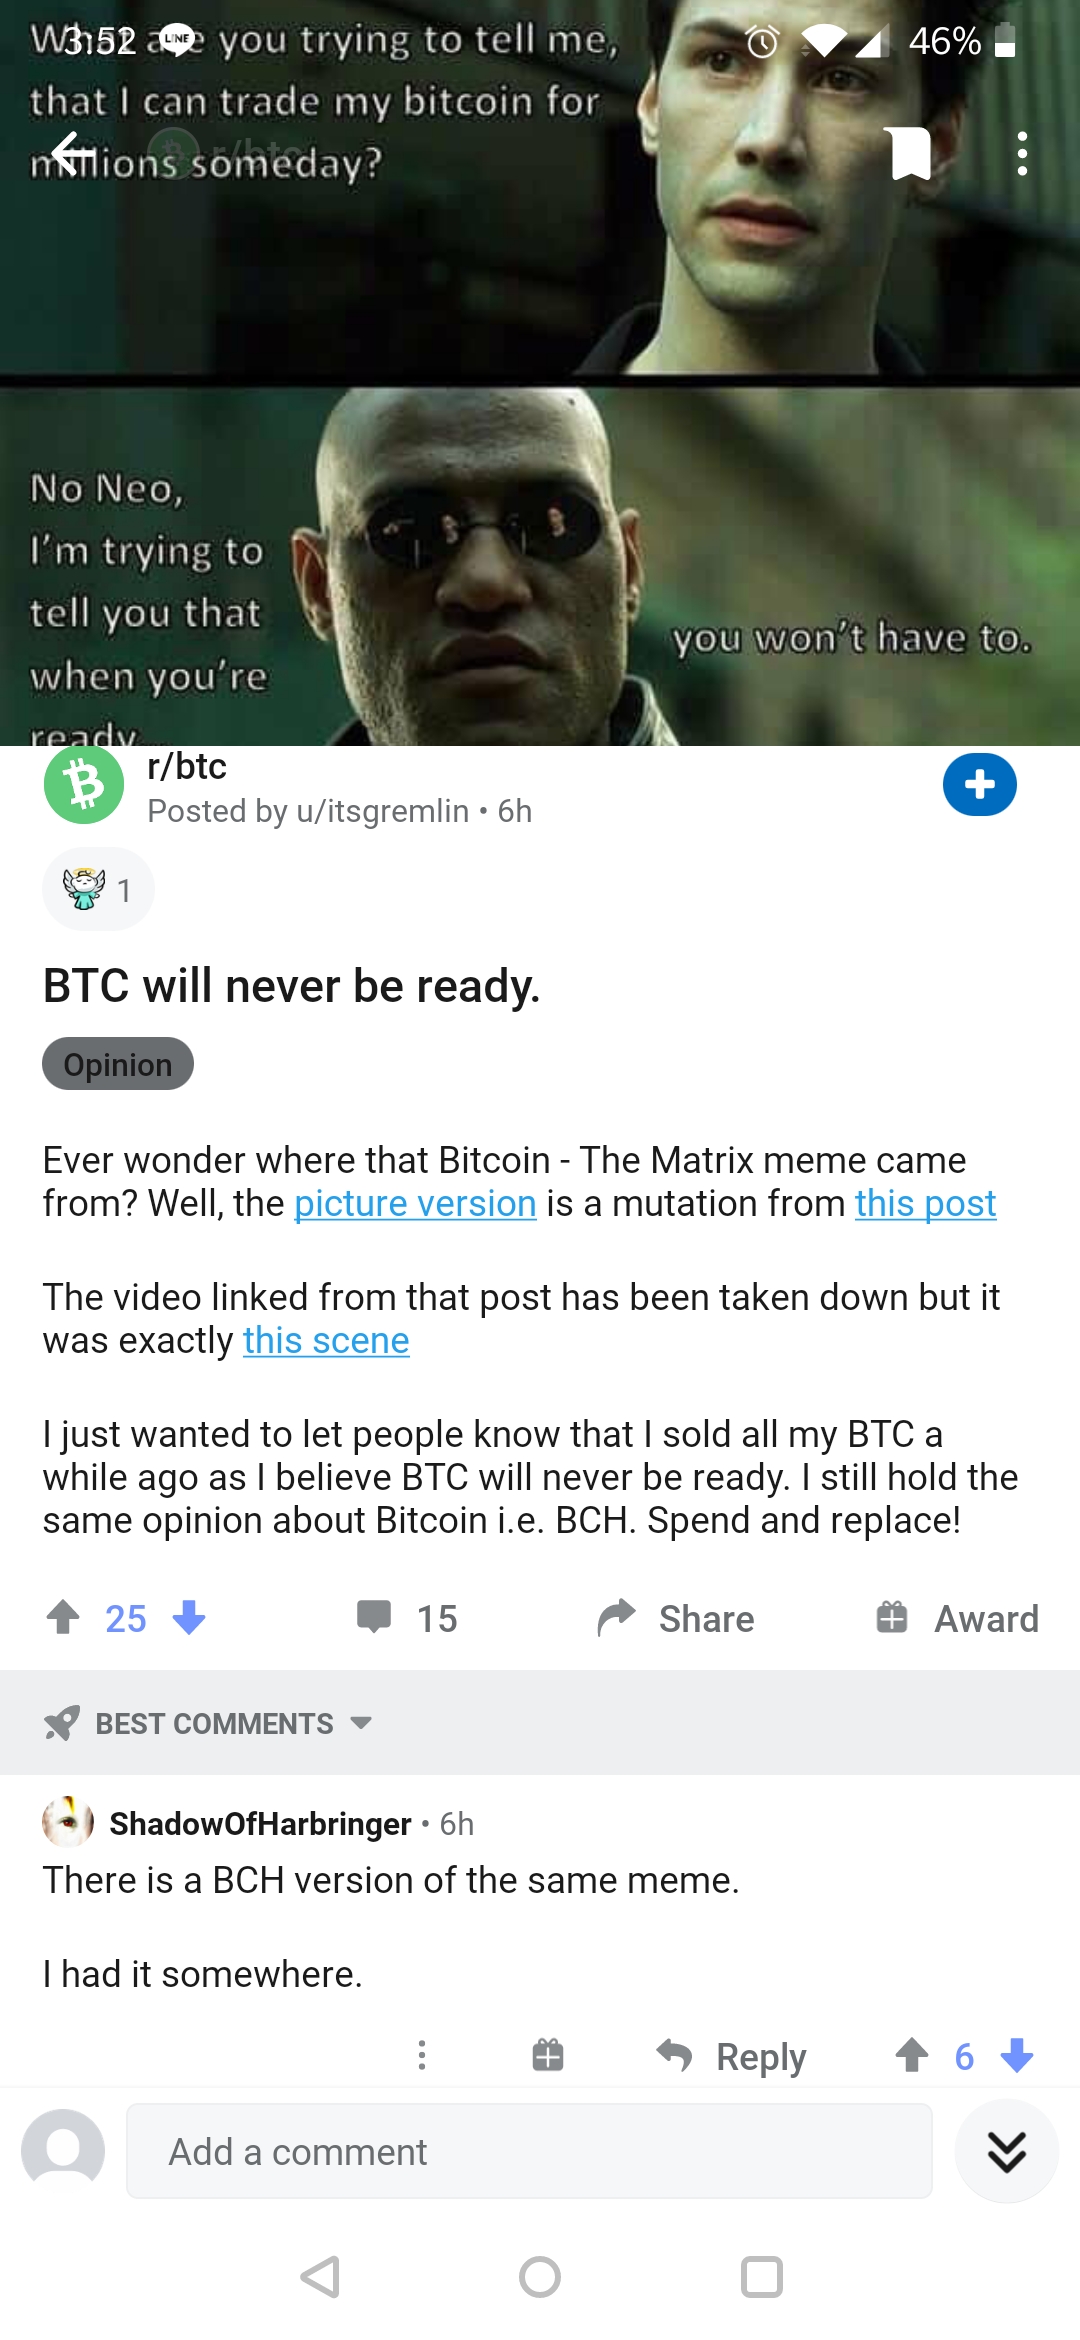 What are you trying to tell me,
3:52
LINE
46%
that I can trade my bitcoin for
r/btc
millions someday?
No Neo,
I'm trying to
tell you that
when you're
ready...
you won't have to.
r/btc
Posted by u/itsgremlin • 6h
1
BTC will never be ready.
Opinion
Ever wonder where that Bitcoin - The Matrix meme came
from? Well, the picture version is a mutation from this post
The video linked from that post has been taken down but it
was exactly this scene
I just wanted to let people know that I sold all my BTC a
while ago as I believe BTC will never be ready. I still hold the
same opinion about Bitcoin i.e. BCH. Spend and replace!
25
15
Share
Award
BEST COMMENTS
ShadowOfHarbringer • 6h
There is a BCH version of the same meme.
I had it somewhere.
Reply
6
Add a comment